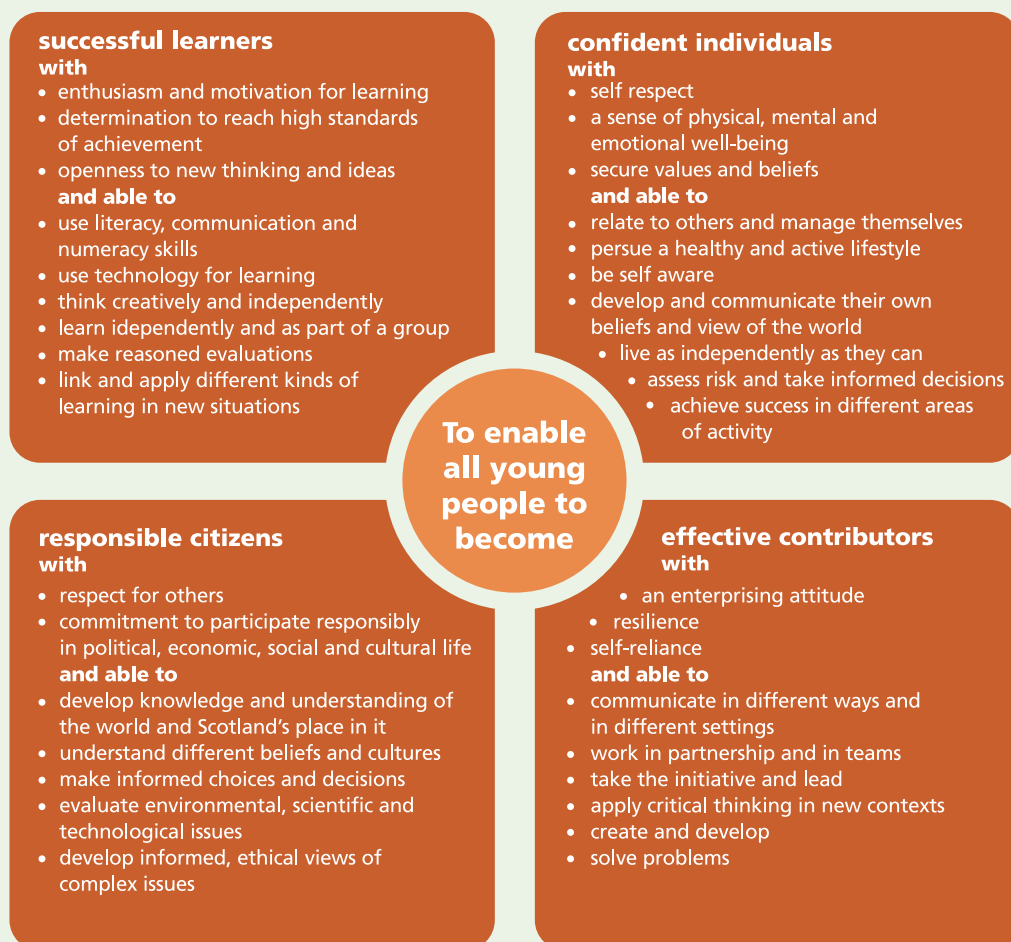 successful learners
with
• enthusiasm and motivation for learning
• determination to reach high standards
of achievement
• openness to new thinking and ideas
and able to
• use literacy, communication and
numeracy skills
• use technology for learning
• think creatively and independently
• learn idependently and as part of a group
• make reasoned evaluations
• link and apply different kinds of
learning in new situations
confident individuals
with
• self respect
• a sense of physical, mental and
emotional well-being
• secure values and beliefs
and able to
• relate to others and manage themselves
• persue a healthy and active lifestyle
• be self aware
• develop and communicate their own
beliefs and view of the world
• live as independently as they can
• assess risk and take informed decisions
• achieve success in different areas
of activity
To enable
all young
people to
become
responsible citizens
with
• respect for others
• commitment to participate responsibly
in political, economic, social and cultural life
and able to
• develop knowledge and understanding of
the world and Scotland's place in it
• understand different beliefs and cultures
• make informed choices and decisions
• evaluate environmental, scientific and
technological issues
• develop informed, ethical views of
complex issues
effective contributors
with
• an enterprising attitude
• resilience
• self-reliance
and able to
• communicate in different ways and
in different settings
• work in partnership and in teams
• take the initiative and lead
• apply critical thinking in new contexts
• create and develop
• solve problems